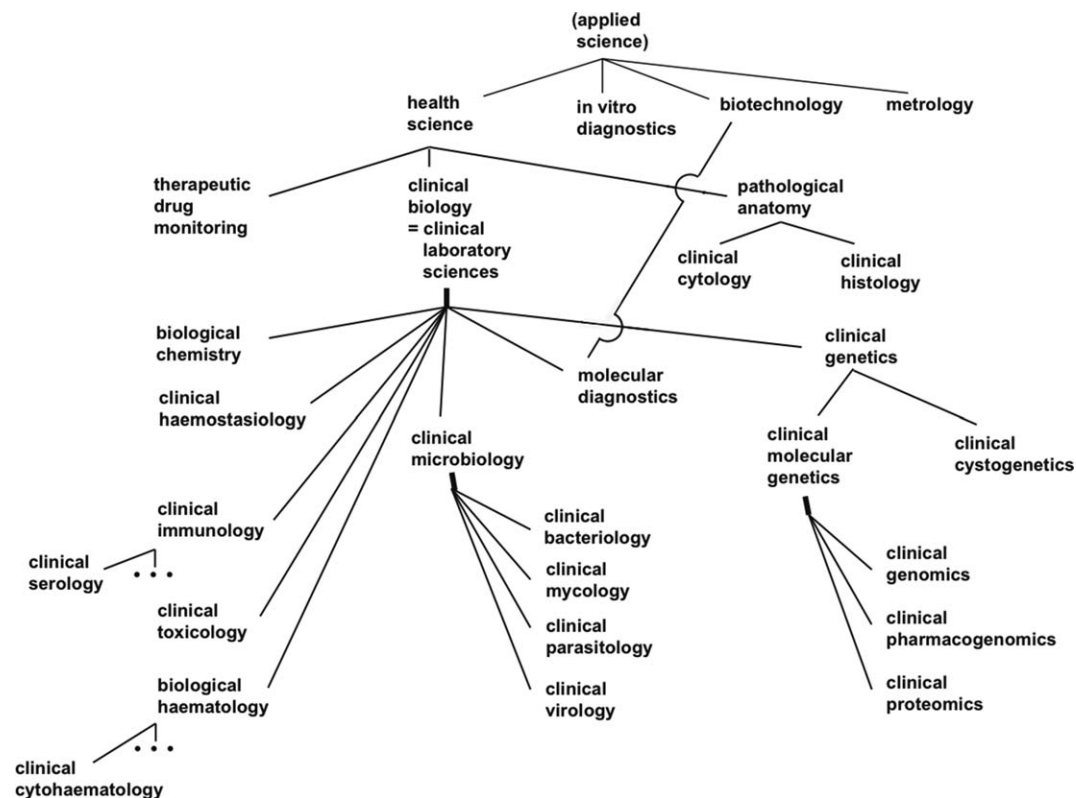 (applied
science)
health
science
in vitro
diagnostics
biotechnology
metrology
therapeutic
drug
monitoring
clinical
biology
= clinical
laboratory
sciences
pathological
anatomy
clinical
cytology
clinical
histology
biological
chemistry
clinical
haemostasiology
molecular
diagnostics
clinical
genetics
clinical
microbiology
clinical
molecular
genetics
clinical
cystogenetics
clinical
immunology
clinical
serology
• • •
clinical
toxicology
biological
haematology
• • •
clinical
cytohaematology
clinical
bacteriology
clinical
mycology
clinical
parasitology
clinical
virology
clinical
genomics
clinical
pharmacogenomics
clinical
proteomics